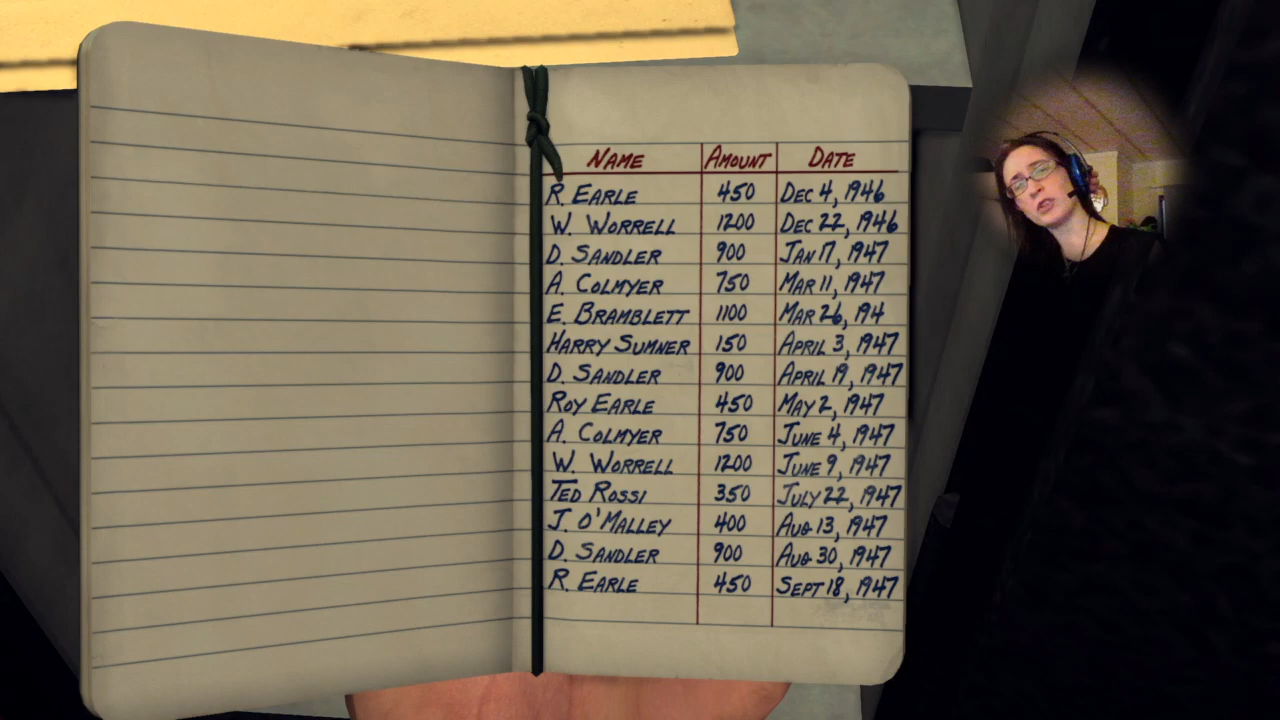 NAME AMOUNT DATE
R. EARLE 450 DEC 4, 1946
W. WORRELL 1200 DEC 22, 1946
D. SANDLER 900 JAN 17, 1947
A. COLMYER 750 MAR 11, 1947
E. BRAMBLETT 1100 MAR 26, 194
HARRY SUMNER 150 APRIL 3, 1947
D. SANDLER 900 APRIL 19, 1947
ROY EARLE 450 MAY 2, 1947
A. COLMYER 750 JUNE 4, 1947
W. WORRELL 1200 JUNE 9, 1947
TED ROSSI 350 JULY 22, 1947
J. O'MALLEY 400 AUG 13, 1947
D. SANDLER 900 AUG 30, 1947
R. EARLE 450 SEPT 18, 1947